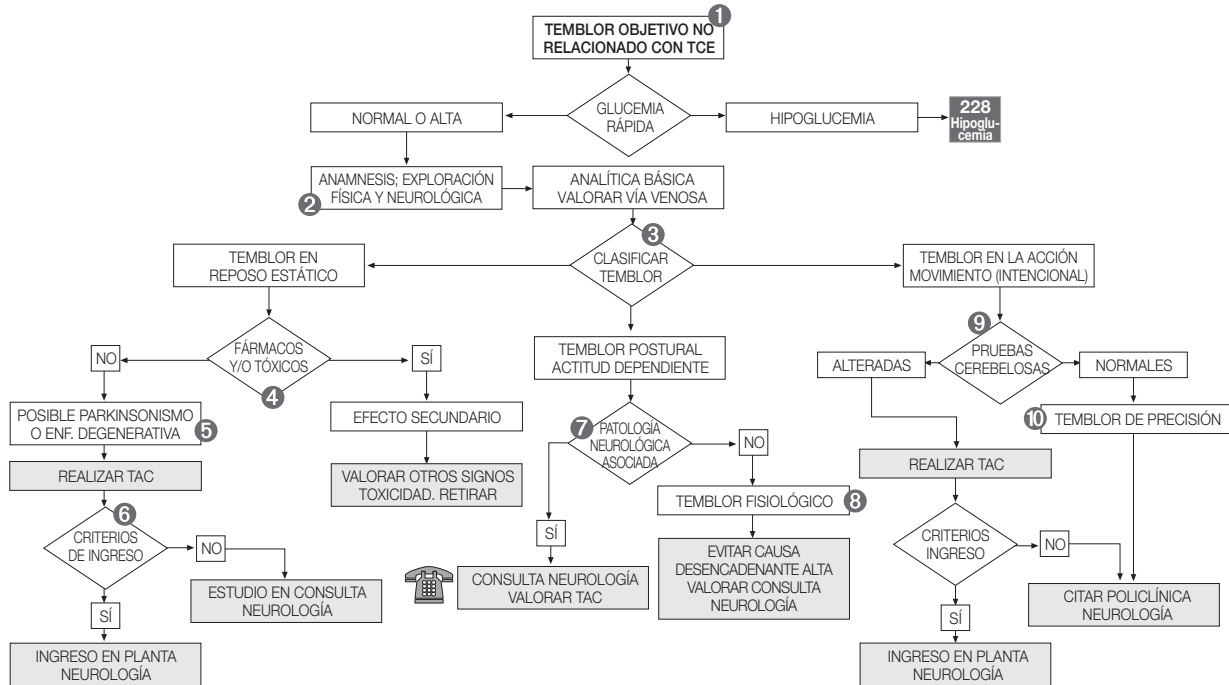 1
TEMBLOR OBJETIVO NO
RELACIONADO CON TCE
GLUCEMIA
RÁPIDA
NORMAL O ALTA
HIPOGLUCEMIA
228
Hipoglu-
cemia
2
ANAMNESIS; EXPLORACIÓN
FÍSICA Y NEUROLÓGICA
ANALÍTICA BÁSICA
VALORAR VÍA VENOSA
3
CLASIFICAR
TEMBLOR
TEMBLOR EN
REPOSO ESTÁTICO
TEMBLOR EN LA ACCIÓN
MOVIMIENTO (INTENCIONAL)
FÁRMACOS
Y/O TÓXICOS
4
NO
SÍ
TEMBLOR POSTURAL
ACTITUD DEPENDIENTE
9
PRUEBAS
CEREBELOSAS
ALTERADAS
NORMALES
POSIBLE PARKINSONISMO
O ENF. DEGENERATIVA
5
EFECTO SECUNDARIO
7
PATOLOGÍA
NEUROLÓGICA
ASOCIADA
NO
10
TEMBLOR DE PRECISIÓN
REALIZAR TAC
VALORAR OTROS SIGNOS
TOXICIDAD. RETIRAR
REALIZAR TAC
TEMBLOR FISIOLÓGICO
8
6
CRITERIOS
DE INGRESO
NO
SÍ
CRITERIOS
INGRESO
NO
EVITAR CAUSA
DESENCADENANTE ALTA
VALORAR CONSULTA
NEUROLOGÍA
ESTUDIO EN CONSULTA
NEUROLOGÍA
CONSULTA NEUROLOGÍA
VALORAR TAC
CITAR POLICLÍNICA
NEUROLOGÍA
SÍ
SÍ
INGRESO EN PLANTA
NEUROLOGÍA
INGRESO EN PLANTA
NEUROLOGÍA